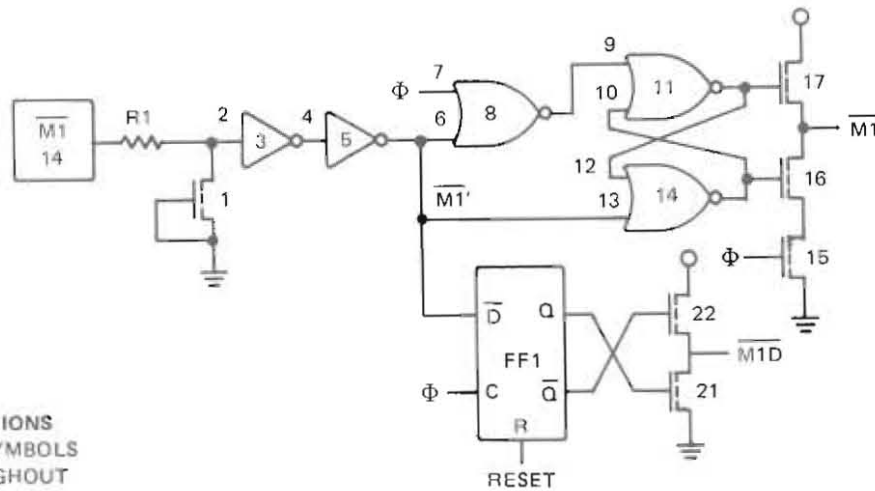 M1
14
R1
2
1
3
4
5
Φ
7
6
8
M1'
9
10
11
12
13
14
17
M1
16
Φ
15
D
Q
FF1
Φ
C
Q
R
RESET
22
M1D
21
IONS
YMBOLS
GHOUT